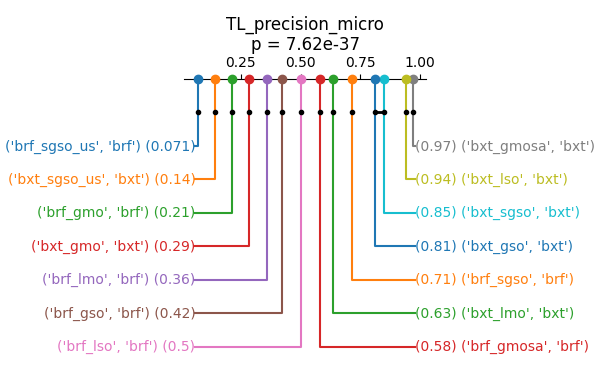 TL_precision_micro
p = 7.62e-37
0.25 0.50 0.75 1.00
('brf_sgso_us', 'brf') (0.071) (0.97) ('bxt_gmosa', 'bxt')
('bxt_sgso_us', 'bxt') (0.14) (0.94) ('bxt_lso', 'bxt')
('brf_gmo', 'brf') (0.21) (0.85) ('bxt_sgso', 'bxt')
('bxt_gmo', 'bxt') (0.29) (0.81) ('bxt_gso', 'bxt')
('brf_lmo', 'brf') (0.36) (0.71) ('brf_sgso', 'brf')
('brf_gso', 'brf') (0.42) (0.63) ('bxt_lmo', 'bxt')
('brf_lso', 'brf') (0.5) (0.58) ('brf_gmosa', 'brf')